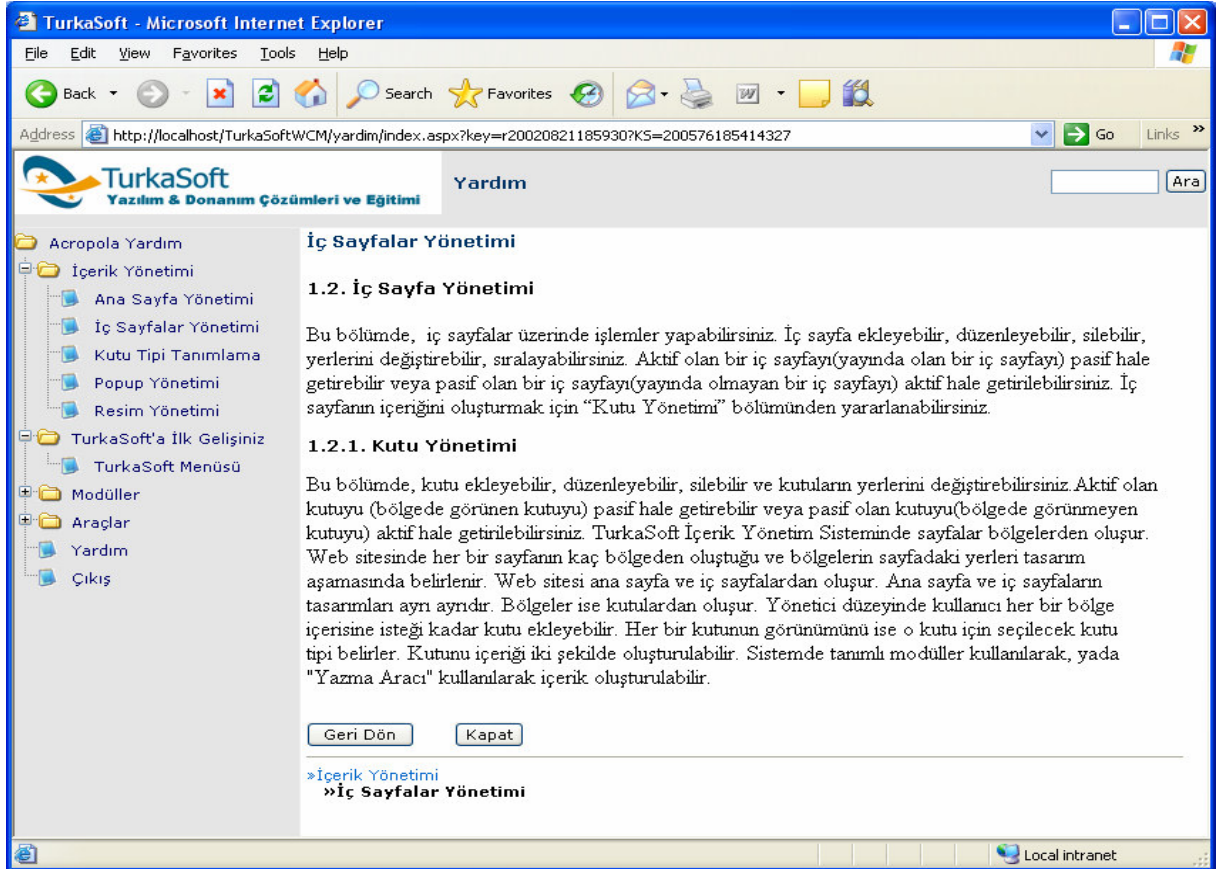 TurkaSoft - Microsoft Internet Explorer
File Edit View Favorites Tools Help
Back Search Favorites
Address http://localhost/TurkaSoftWCM/yardim/index.aspx?key=r20020821185930?KS=200576185414327 Go Links »
TurkaSoft
Yazılım & Donanım Çözümleri ve Eğitimi
Yardım
Ara
Acropola Yardım
İçerik Yönetimi
Ana Sayfa Yönetimi
İç Sayfalar Yönetimi
Kutu Tipi Tanımlama
Popup Yönetimi
Resim Yönetimi
TurkaSoft'a İlk Gelişiniz
TurkaSoft Menüsü
Modüller
Araçlar
Yardım
Çıkış
İç Sayfalar Yönetimi
1.2. İç Sayfa Yönetimi
Bu bölümde, iç sayfalar üzerinde işlemler yapabilirsiniz. İç sayfa ekleyebilir, düzenleyebilir, silebilir,
yerlerini değiştirebilir, sıralayabilirsiniz. Aktif olan bir iç sayfayı(yayında olan bir iç sayfayı) pasif hale
getirebilir veya pasif olan bir iç sayfayı(yayında olmayan bir iç sayfayı) aktif hale getirilebilirsiniz. İç
sayfanın içeriğini oluşturmak için “Kutu Yönetimi” bölümünden yararlanabilirsiniz.
1.2.1. Kutu Yönetimi
Bu bölümde, kutu ekleyebilir, düzenleyebilir, silebilir ve kutuların yerlerini değiştirebilirsiniz.Aktif olan
kutuyu (bölgede görünen kutuyu) pasif hale getirebilir veya pasif olan kutuyu(bölgede görünmeyen
kutuyu) aktif hale getirilebilirsiniz. TurkaSoft İçerik Yönetim Sisteminde sayfalar bölgelerden oluşur.
Web sitesinde her bir sayfanın kaç bölgeden oluştuğu ve bölgelerin sayfadaki yerleri tasarım
aşamasında belirlenir. Web sitesi ana sayfa ve iç sayfalardan oluşur. Ana sayfa ve iç sayfaların
tasarımları ayrı ayrıdır. Bölgeler ise kutulardan oluşur. Yönetici düzeyinde kullanıcı her bir bölge
içerisine isteği kadar kutu ekleyebilir. Her bir kutunun görünümünü ise o kutu için seçilecek kutu
tipi belirler. Kutunu içeriği iki şekilde oluşturulabilir. Sistemde tanımlı modüller kullanılarak, yada
"Yazma Aracı" kullanılarak içerik oluşturulabilir.
Geri Dön Kapat
»İçerik Yönetimi
»İç Sayfalar Yönetimi
Local intranet